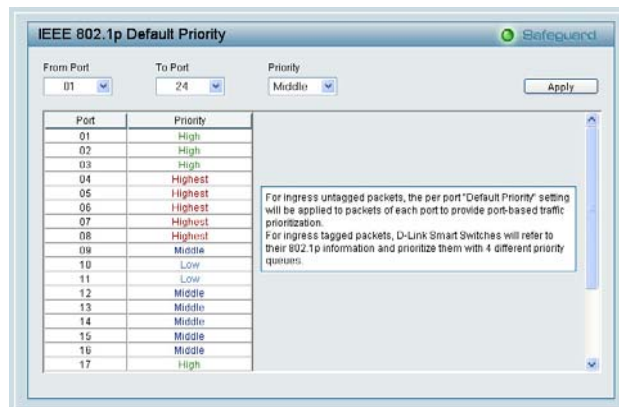 IEEE 802.1p Default Priority
Safeguard
From Port To Port Priority
01 24 Middle Apply
Port Priority
01 High
02 High
03 High
04 Highest
05 Highest
06 Highest
07 Highest
08 Highest
09 Middle
10 Low
11 Low
12 Middle
13 Middle
14 Middle
15 Middle
16 Middle
17 High
For ingress untagged packets, the per port "Default Priority" setting
will be applied to packets of each port to provide port-based traffic
prioritization.
For ingress tagged packets, D-Link Smart Switches will refer to
their 802.1p information and prioritize them with 4 different priority
queues.